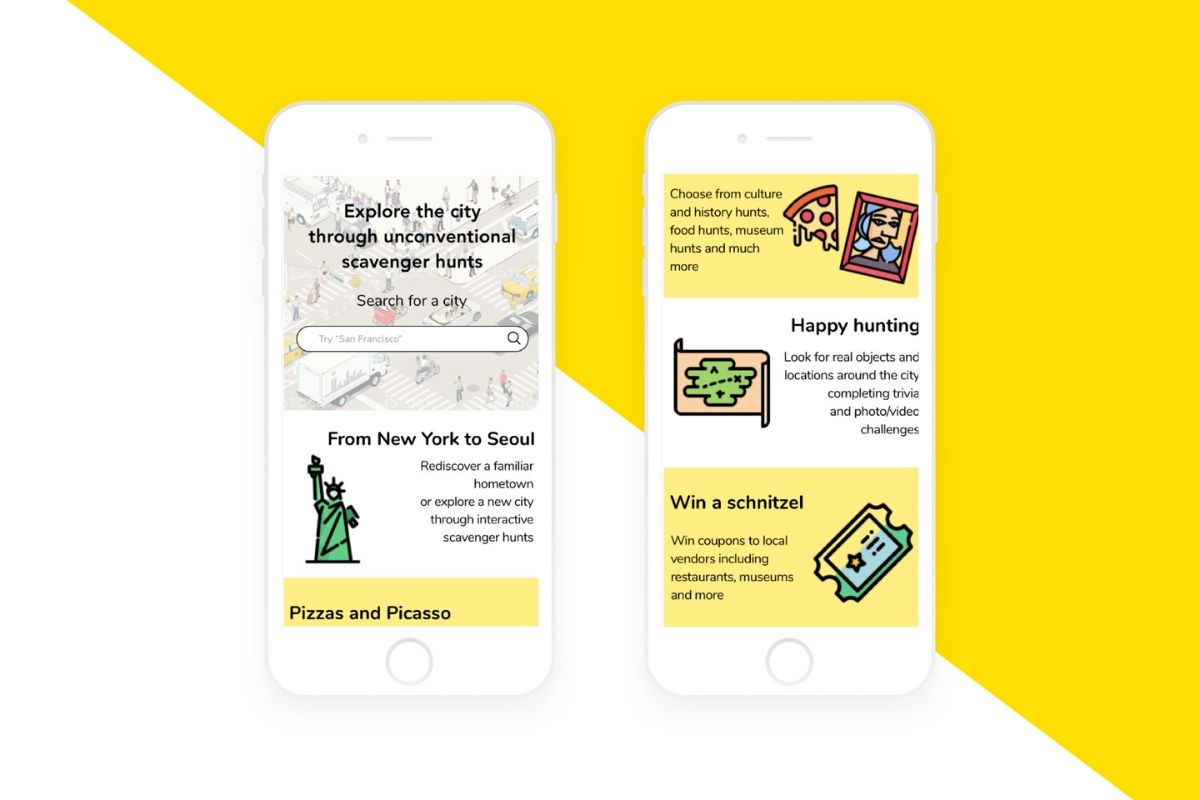 Explore the city
through unconventional
scavenger hunts
Search for a city
Try "San Francisco"
From New York to Seoul
Rediscover a familiar
hometown
or explore a new city
through interactive
scavenger hunts
Pizzas and Picasso
Choose from culture
and history hunts,
food hunts, museum
hunts and much
more
Happy hunting
Look for real objects and
locations around the city
completing trivia
and photo/video
challenges
Win a schnitzel
Win coupons to local
vendors including
restaurants, museums
and more